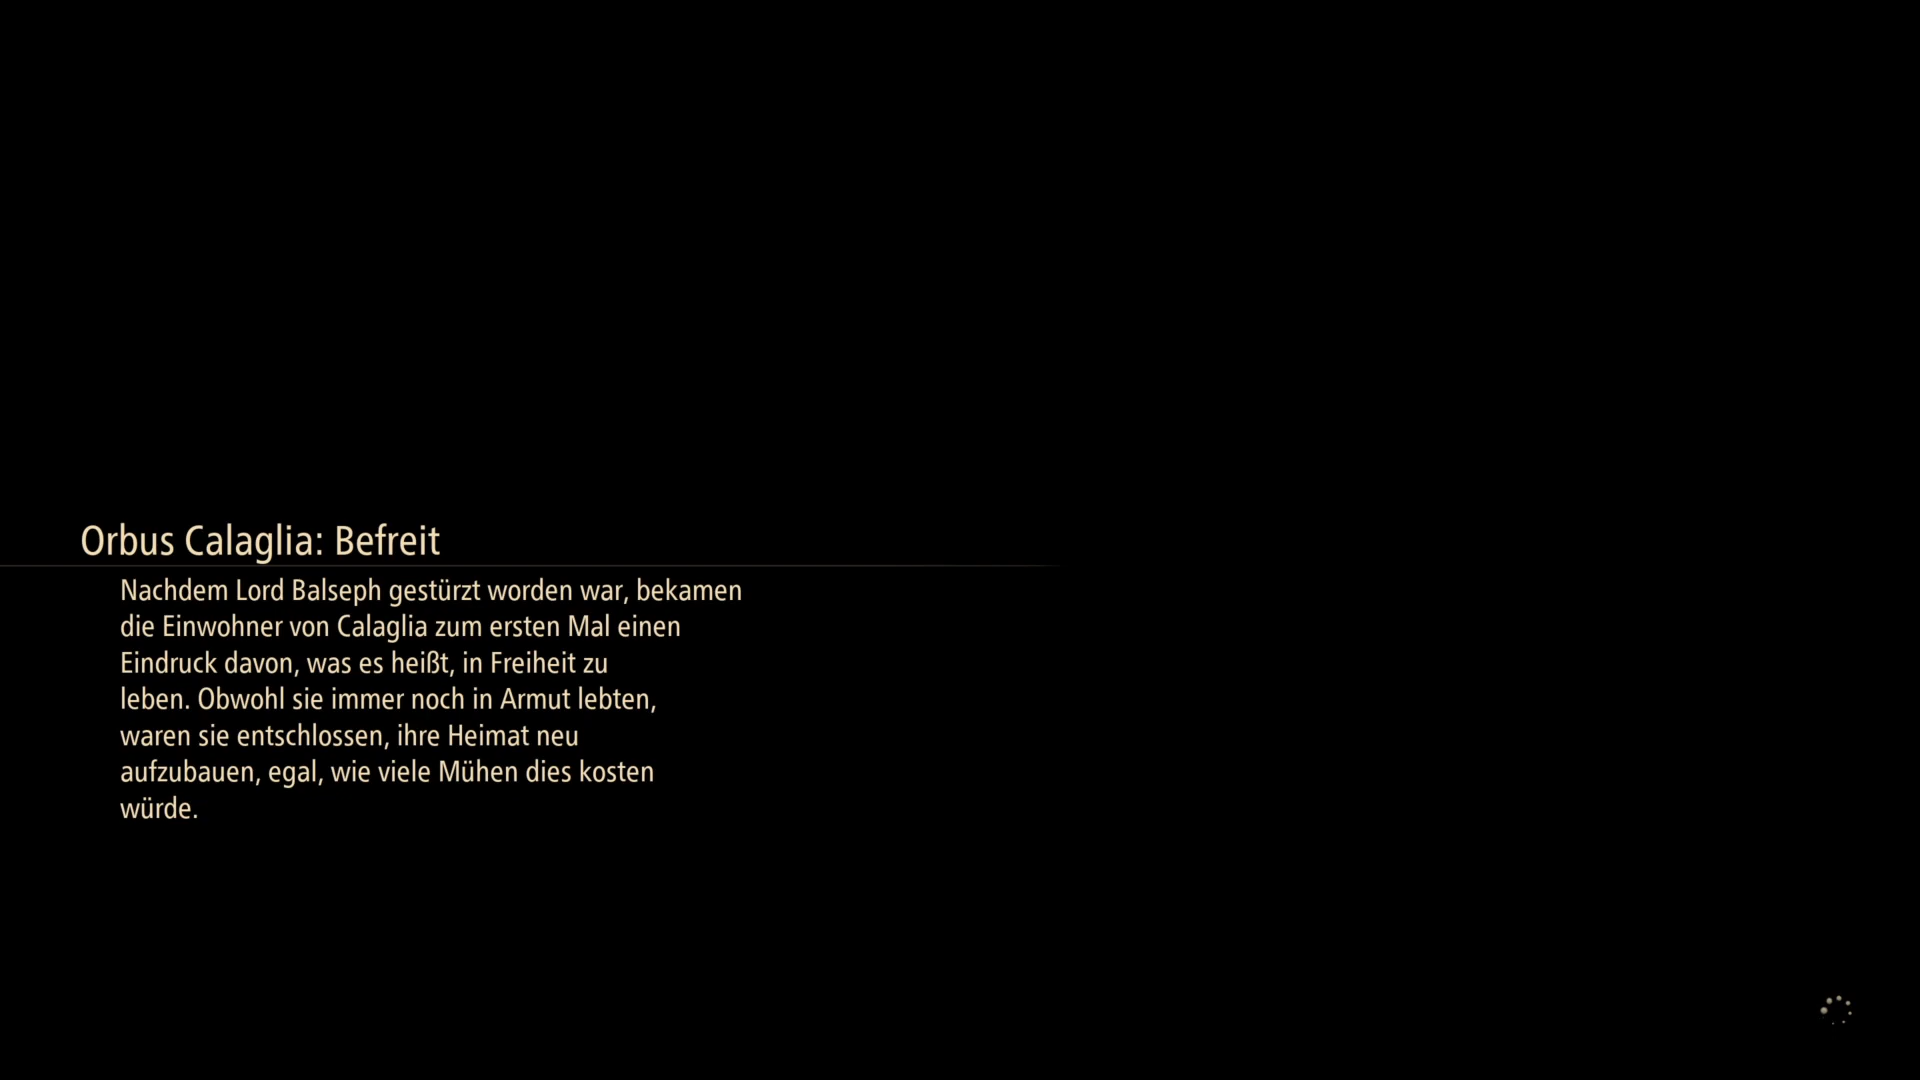 Orbus Calaglia: Befreit
Nachdem Lord Balseph gestürzt worden war, bekamen
die Einwohner von Calaglia zum ersten Mal einen
Eindruck davon, was es heißt, in Freiheit zu
leben. Obwohl sie immer noch in Armut lebten,
waren sie entschlossen, ihre Heimat neu
aufzubauen, egal, wie viele Mühen dies kosten
würde.